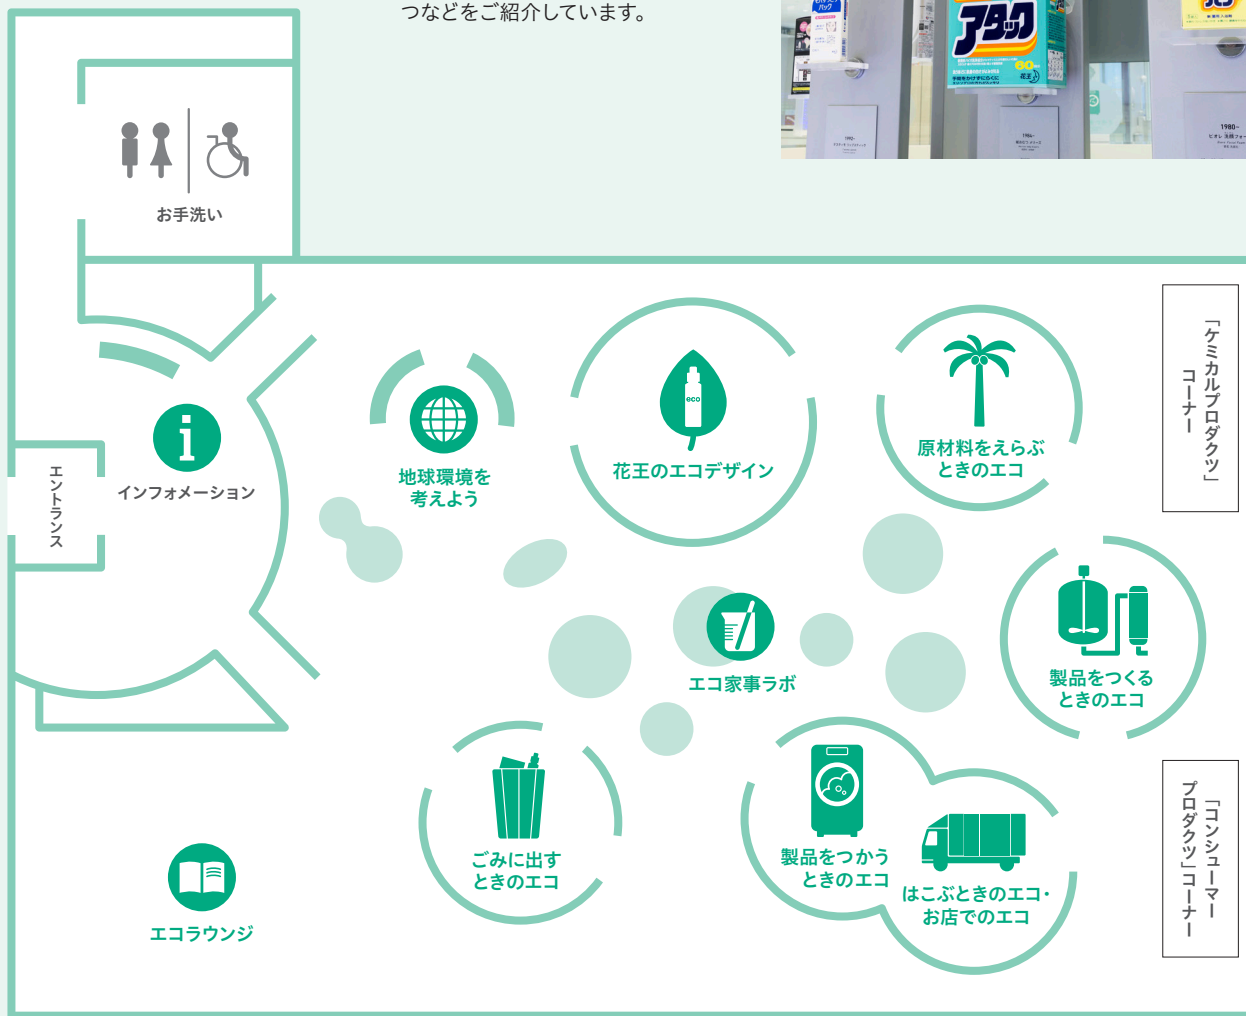 つなどをご紹介しています。
アタック
花王
1990-
1984-
1980-
お手洗い
エントランス
インフォメーション
地球環境を
考えよう
eco
花王のエコデザイン
原材料をえらぶ
ときのエコ
「ケミカルプロダクツ」
コーナー
エコ家事ラボ
製品をつくる
ときのエコ
ごみに出す
ときのエコ
製品をつかう
ときのエコ
はこぶときのエコ・
お店でのエコ
「コンシューマー
プロダクツ」コーナー
エコラウンジ